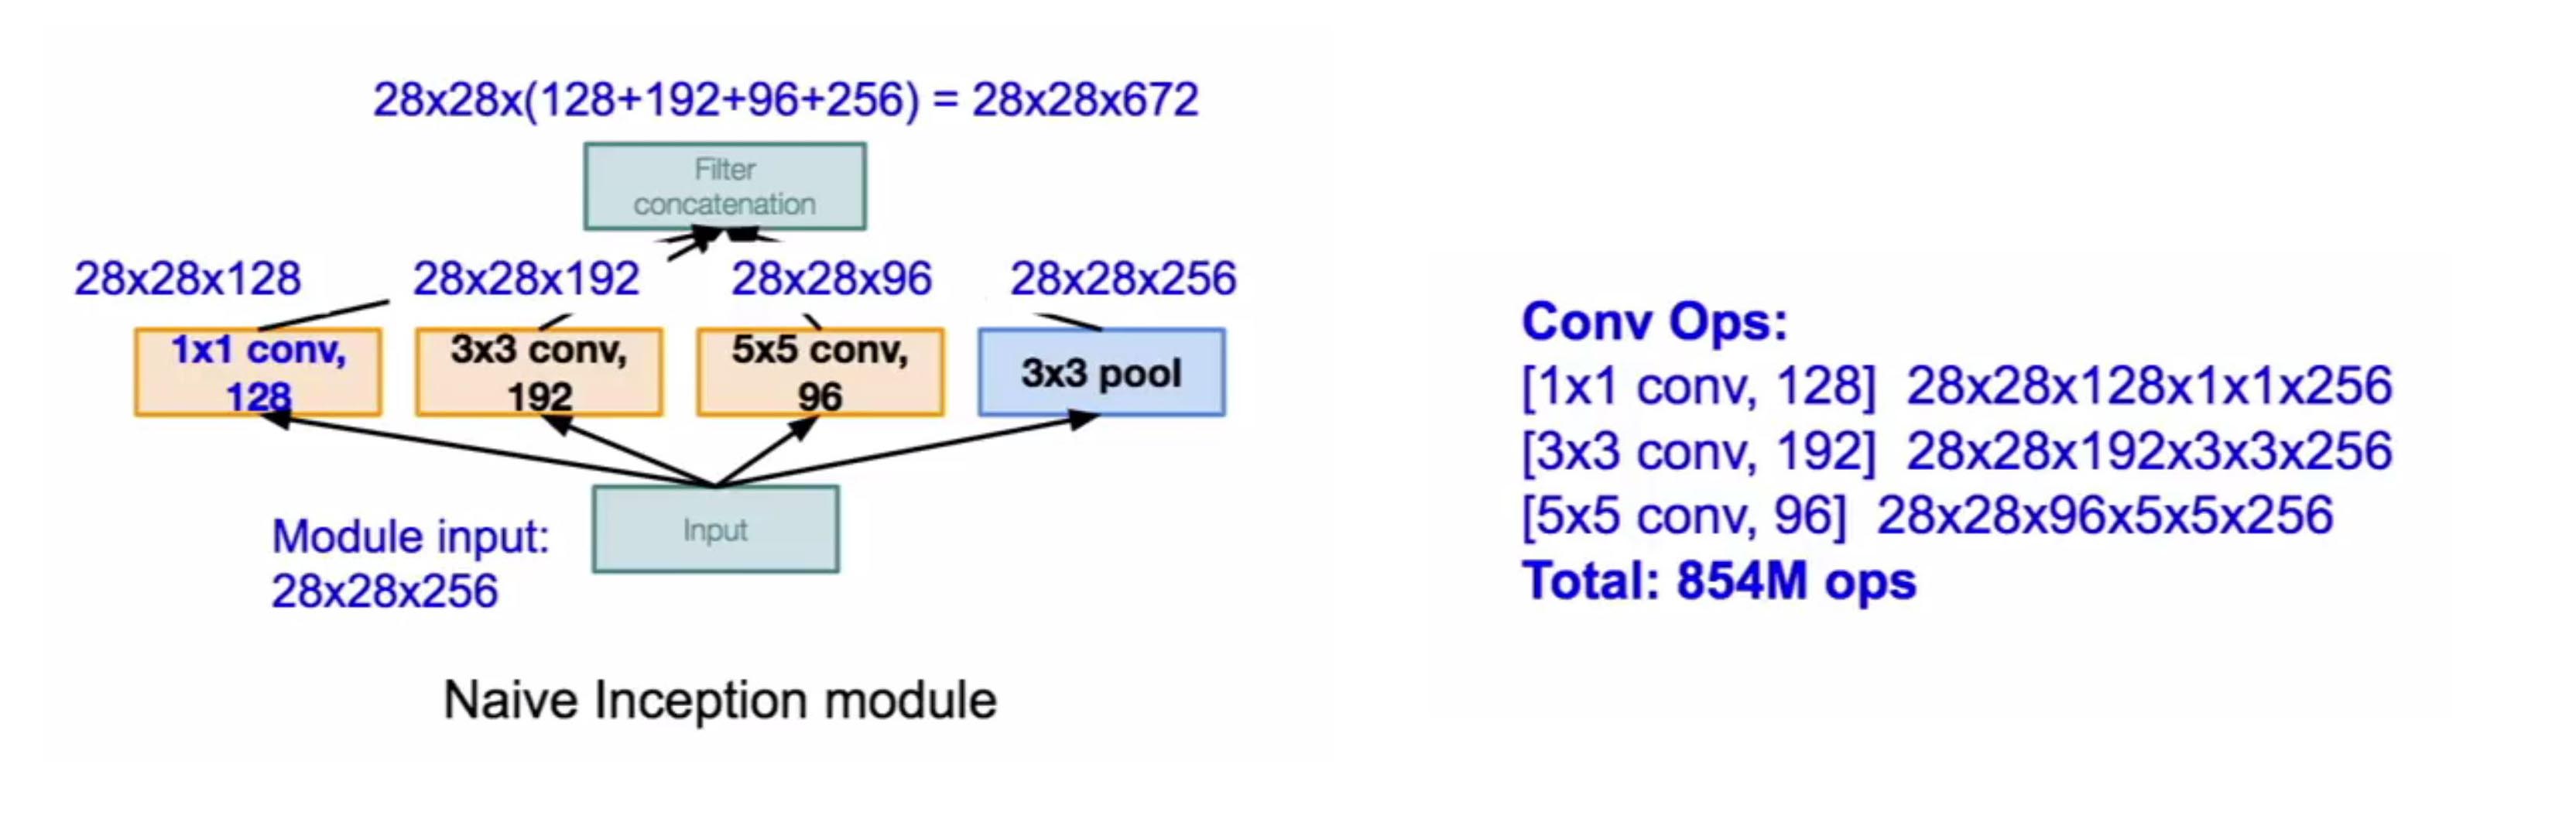 28x28x(128+192+96+256) = 28x28x672
Filter
concatenation
28x28x128
28x28x192
28x28x96
28x28x256
1x1 conv,
128
3x3 conv,
192
5x5 conv,
96
3x3 pool
Input
Module input:
28x28x256
Naive Inception module
Conv Ops:
[1x1 conv, 128] 28x28x128x1x1x256
[3x3 conv, 192] 28x28x192x3x3x256
[5x5 conv, 96] 28x28x96x5x5x256
Total: 854M ops